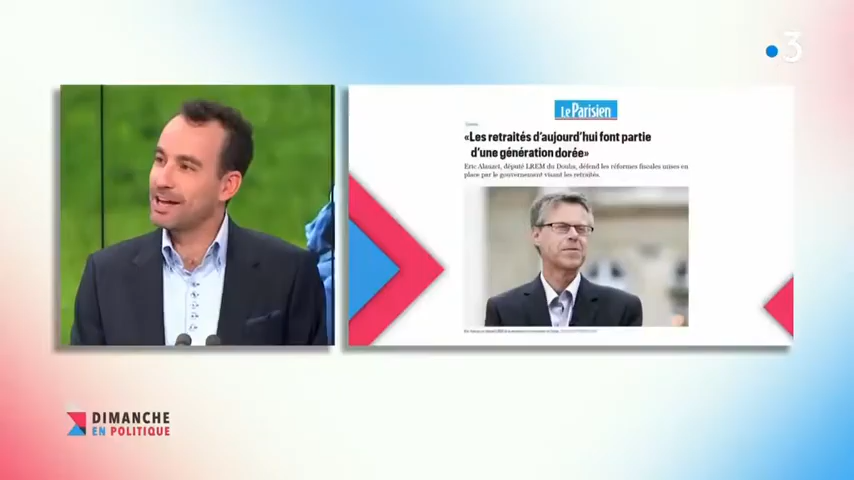 3
Le Parisien
«Les retraités d'aujourd'hui font partie
d'une génération dorée»
Eric Alauzet, député LREM du Doubs, défend les réformes fiscales mises en
place par le gouvernement visant les retraités.
DIMANCHE
EN POLITIQUE